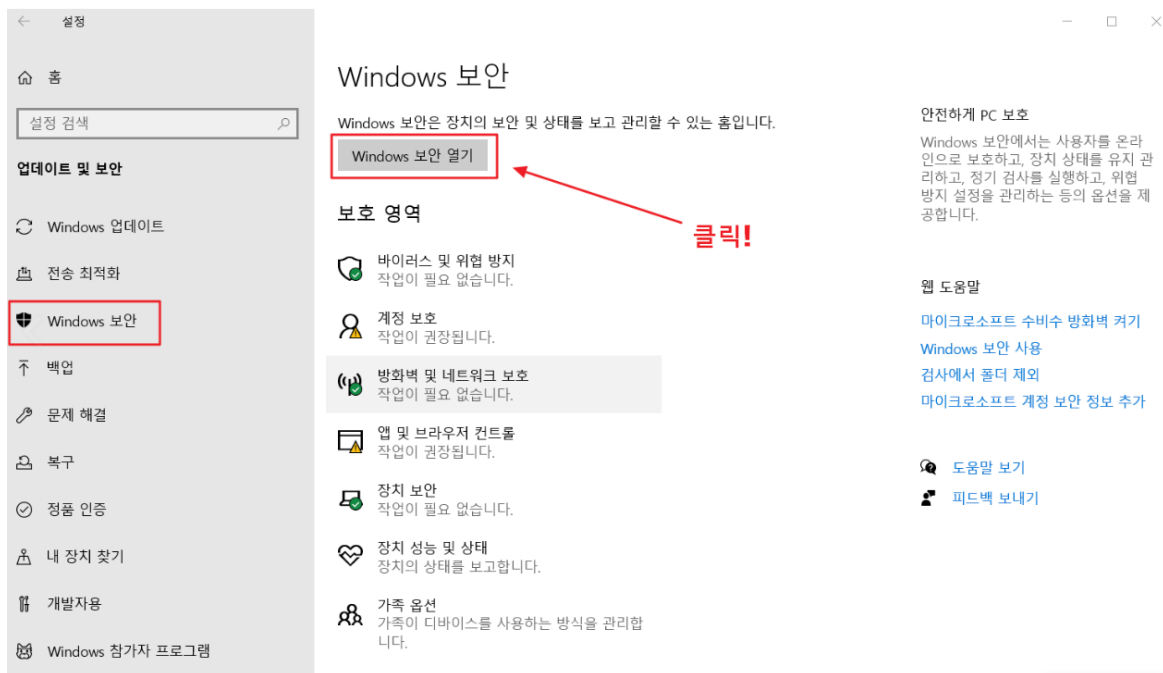 설정
홈
설정 검색
업데이트 및 보안
Windows 업데이트
전송 최적화
Windows 보안
백업
문제 해결
복구
정품 인증
내 장치 찾기
개발자용
Windows 참가자 프로그램
Windows 보안
Windows 보안은 장치의 보안 및 상태를 보고 관리할 수 있는 홈입니다.
Windows 보안 열기
클릭!
보호 영역
바이러스 및 위협 방지
작업이 필요 없습니다.
계정 보호
작업이 권장됩니다.
방화벽 및 네트워크 보호
작업이 필요 없습니다.
앱 및 브라우저 컨트롤
작업이 권장됩니다.
장치 보안
작업이 필요 없습니다.
장치 성능 및 상태
장치의 상태를 보고합니다.
가족 옵션
가족이 디바이스를 사용하는 방식을 관리합
니다.
안전하게 PC 보호
Windows 보안에서는 사용자를 온라
인으로 보호하고, 장치 상태를 유지 관
리하고, 정기 검사를 실행하고, 위협
방지 설정을 관리하는 등의 옵션을 제
공합니다.
웹 도움말
마이크로소프트 수비수 방화벽 켜기
Windows 보안 사용
검사에서 폴더 제외
마이크로소프트 계정 보안 정보 추가
도움말 보기
피드백 보내기